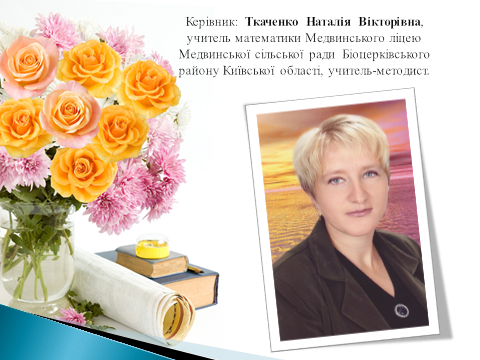 Керівник: Ткаченко Наталія Вікторівна,
учитель математики Медвинського ліцею
Медвинської сільської ради Біоцерківського
району Київської області, учитель-методист.